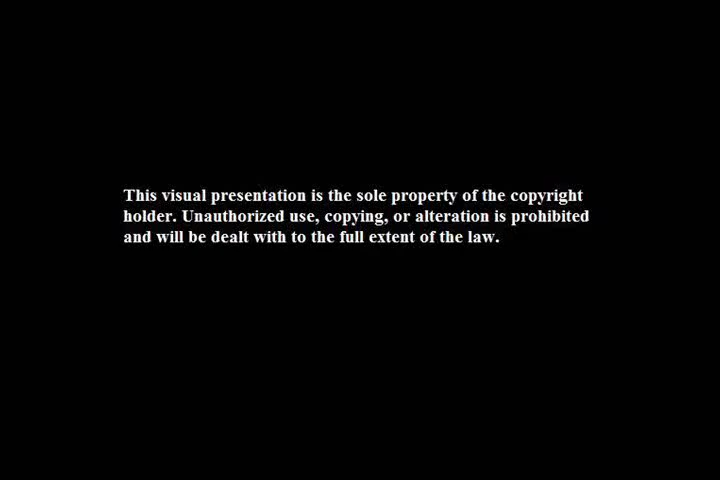 This visual presentation is the sole property of the copyright
holder. Unauthorized use, copying, or alteration is prohibited
and will be dealt with to the full extent of the law.